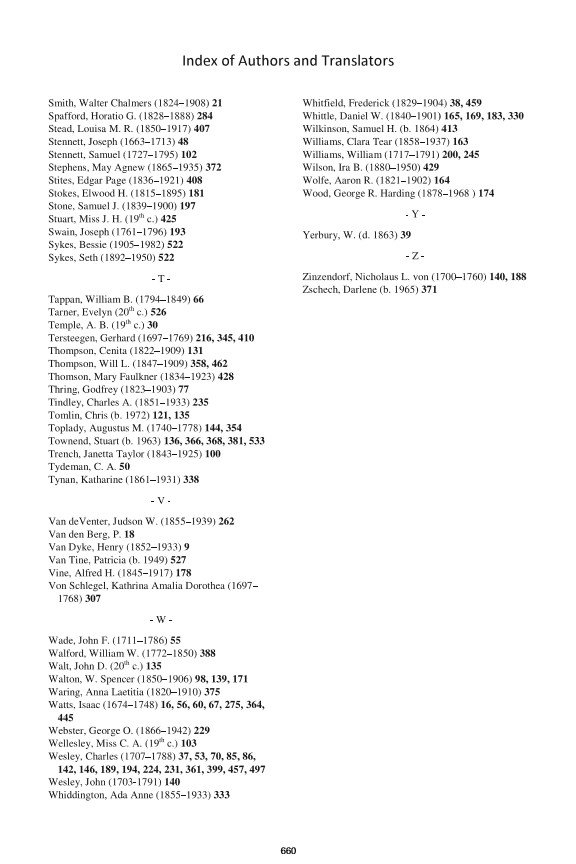 Index of Authors and Translators
Smith, Walter Chalmers (1824–1908) 21
Spafford, Horatio G. (1828–1888) 284
Stead, Louisa M. R. (1850–1917) 407
Stennett, Joseph (1663–1713) 48
Stennett, Samuel (1727–1795) 102
Stephens, May Agnew (1865–1935) 372
Stites, Edgar Page (1836–1921) 408
Stokes, Elwood H. (1815–1895) 181
Stone, Samuel J. (1839–1900) 197
Stuart, Miss J. H. (19th c.) 425
Swain, Joseph (1761–1796) 193
Sykes, Bessie (1905–1982) 522
Sykes, Seth (1892–1950) 522
- T -
Tappan, William B. (1794–1849) 66
Tarner, Evelyn (20th c.) 526
Temple, A. B. (19th c.) 30
Tersteegen, Gerhard (1697–1769) 216, 345, 410
Thompson, Cenita (1822–1909) 131
Thompson, Will L. (1847–1909) 358, 462
Thomson, Mary Faulkner (1834–1923) 428
Thring, Godfrey (1823–1903) 77
Tindley, Charles A. (1851–1933) 235
Tomlin, Chris (b. 1972) 121, 135
Toplady, Augustus M. (1740–1778) 144, 354
Townend, Stuart (b. 1963) 136, 366, 368, 381, 533
Trench, Janetta Taylor (1843–1925) 100
Tydeman, C. A. 50
Tynan, Katharine (1861–1931) 338
- V -
Van deVenter, Judson W. (1855–1939) 262
Van den Berg, P. 18
Van Dyke, Henry (1852–1933) 9
Van Tine, Patricia (b. 1949) 527
Vine, Alfred H. (1845–1917) 178
Von Schlegel, Kathrina Amalia Dorothea (1697–
1768) 307
- W -
Wade, John F. (1711–1786) 55
Walford, William W. (1772–1850) 388
Walt, John D. (20th c.) 135
Walton, W. Spencer (1850–1906) 98, 139, 171
Waring, Anna Laetitia (1820–1910) 375
Watts, Isaac (1674–1748) 16, 56, 60, 67, 275, 364,
445
Webster, George O. (1866–1942) 229
Wellesley, Miss C. A. (19th c.) 103
Wesley, Charles (1707–1788) 37, 53, 70, 85, 86,
142, 146, 189, 194, 224, 231, 361, 399, 457, 497
Wesley, John (1703-1791) 140
Whiddington, Ada Anne (1855–1933) 333
Whitfield, Frederick (1829–1904) 38, 459
Whittle, Daniel W. (1840–1901) 165, 169, 183, 330
Wilkinson, Samuel H. (b. 1864) 413
Williams, Clara Tear (1858–1937) 163
Williams, William (1717–1791) 200, 245
Wilson, Ira B. (1880–1950) 429
Wolfe, Aaron R. (1821–1902) 164
Wood, George R. Harding (1878–1968 ) 174
- Y -
Yerbury, W. (d. 1863) 39
- Z -
Zinzendorf, Nicholaus L. von (1700–1760) 140, 188
Zschech, Darlene (b. 1965) 371
660